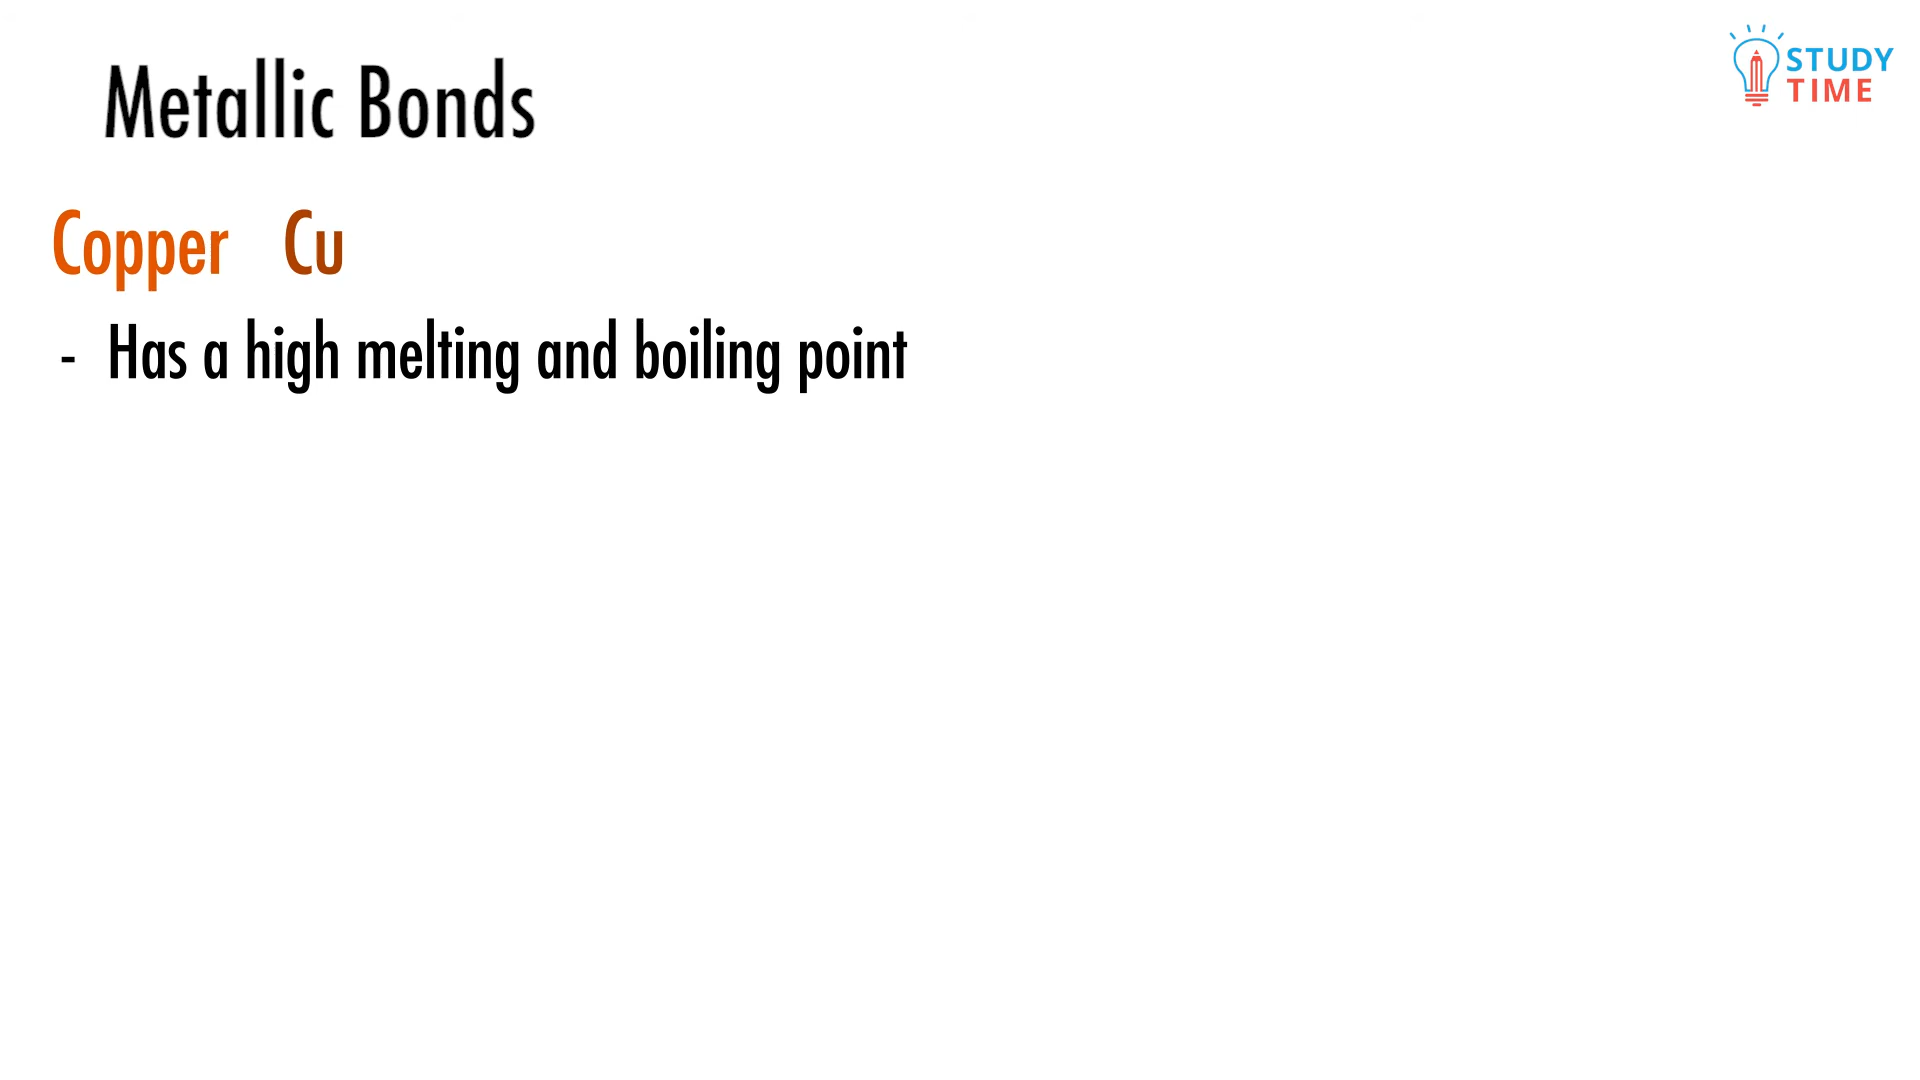 Metallic Bonds
STUDY
TIME
Copper Cu
- Has a high melting and boiling point